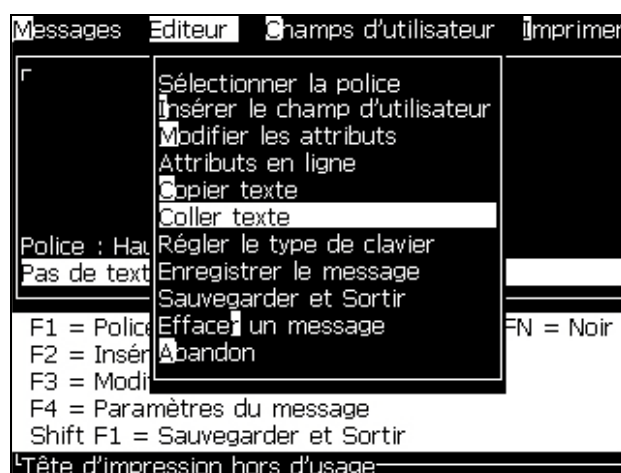 Messages Editeur Champs d'utilisateur Imprimer
Sélectionner la police
Insérer le champ d'utilisateur
Modifier les attributs
Attributs en ligne
Copier texte
Coller texte
Régler le type de clavier
Enregistrer le message
Sauvegarder et Sortir
Effacer un message
Abandon
Police : Hau
Pas de text
F1 = Police FN = Noir
F2 = Insér
F3 = Modi
F4 = Paramètres du message
Shift F1 = Sauvegarder et Sortir
Tête d'impression hors d'usage